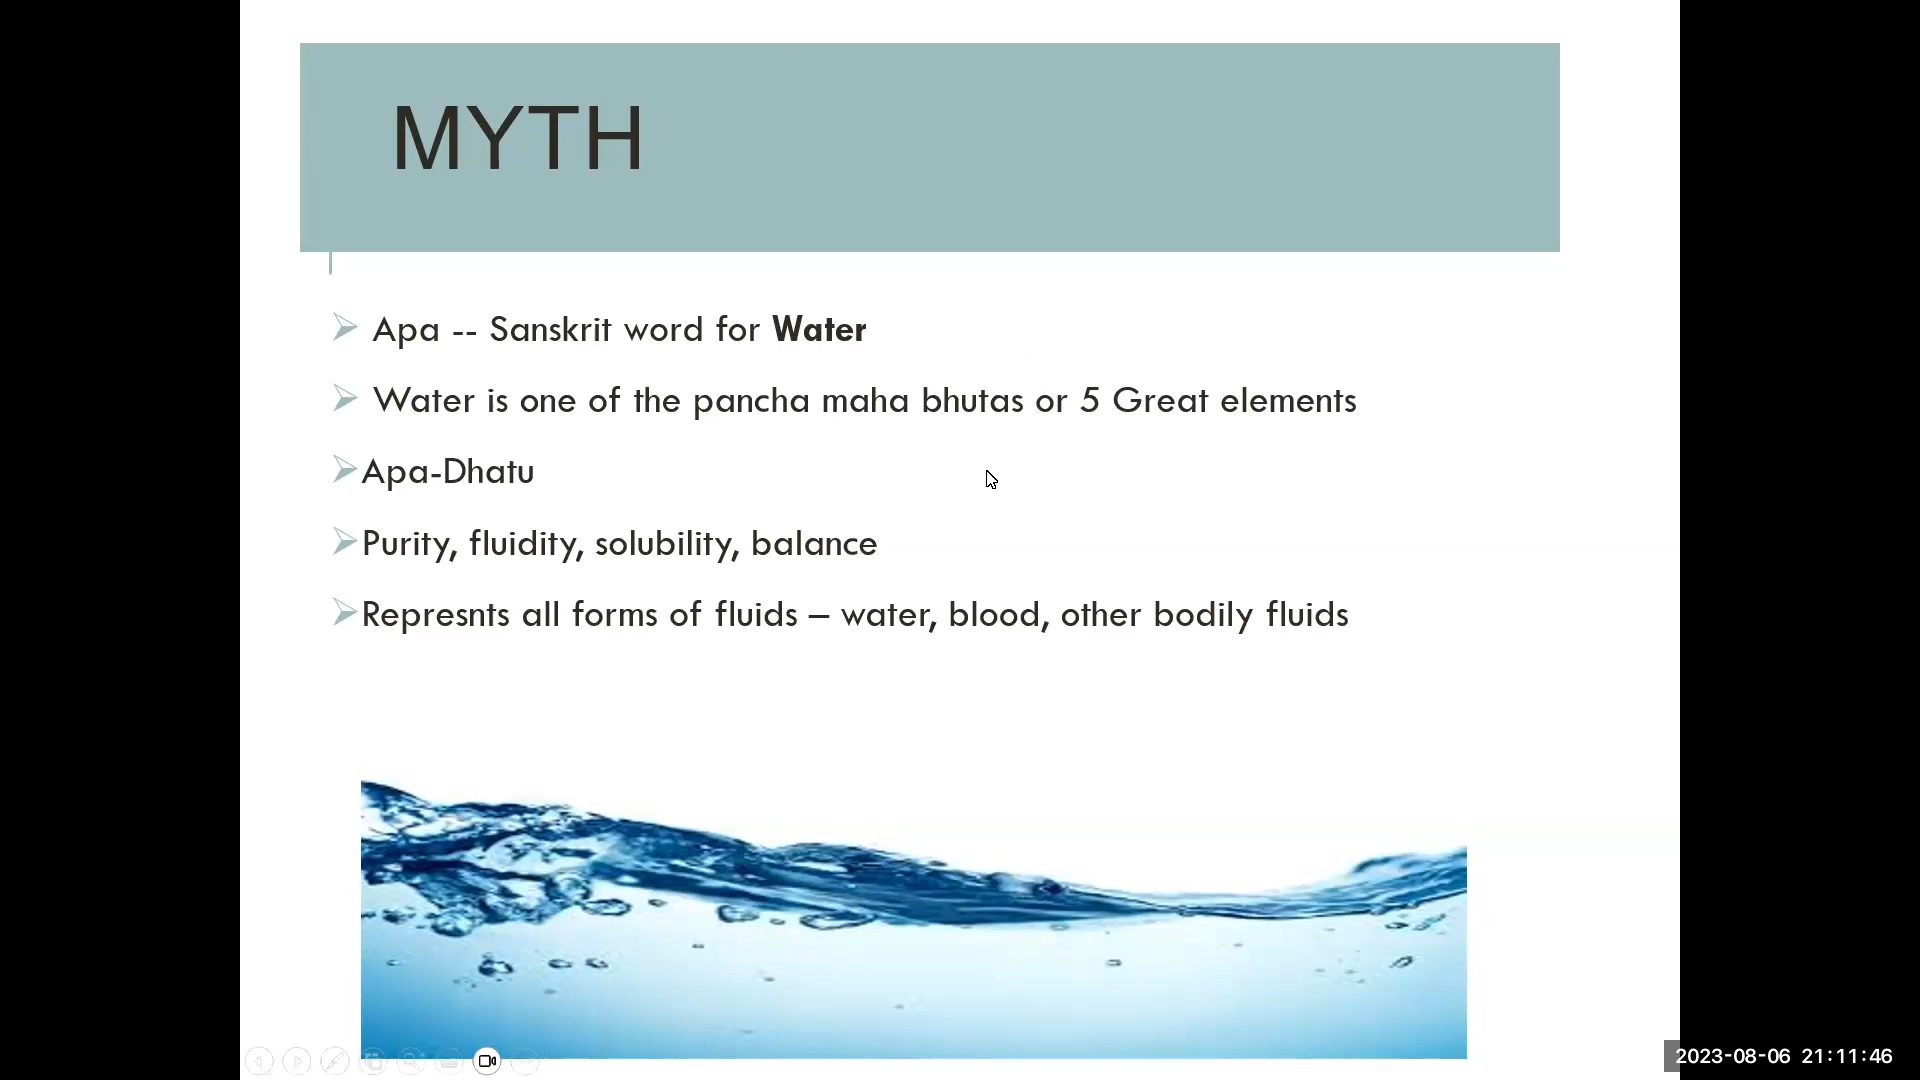 MYTH
Apa -- Sanskrit word for Water
Water is one of the pancha maha bhutas or 5 Great elements
Apa-Dhatu
Purity, fluidity, solubility, balance
Represnts all forms of fluids – water, blood, other bodily fluids
2023-08-06 21:11:46